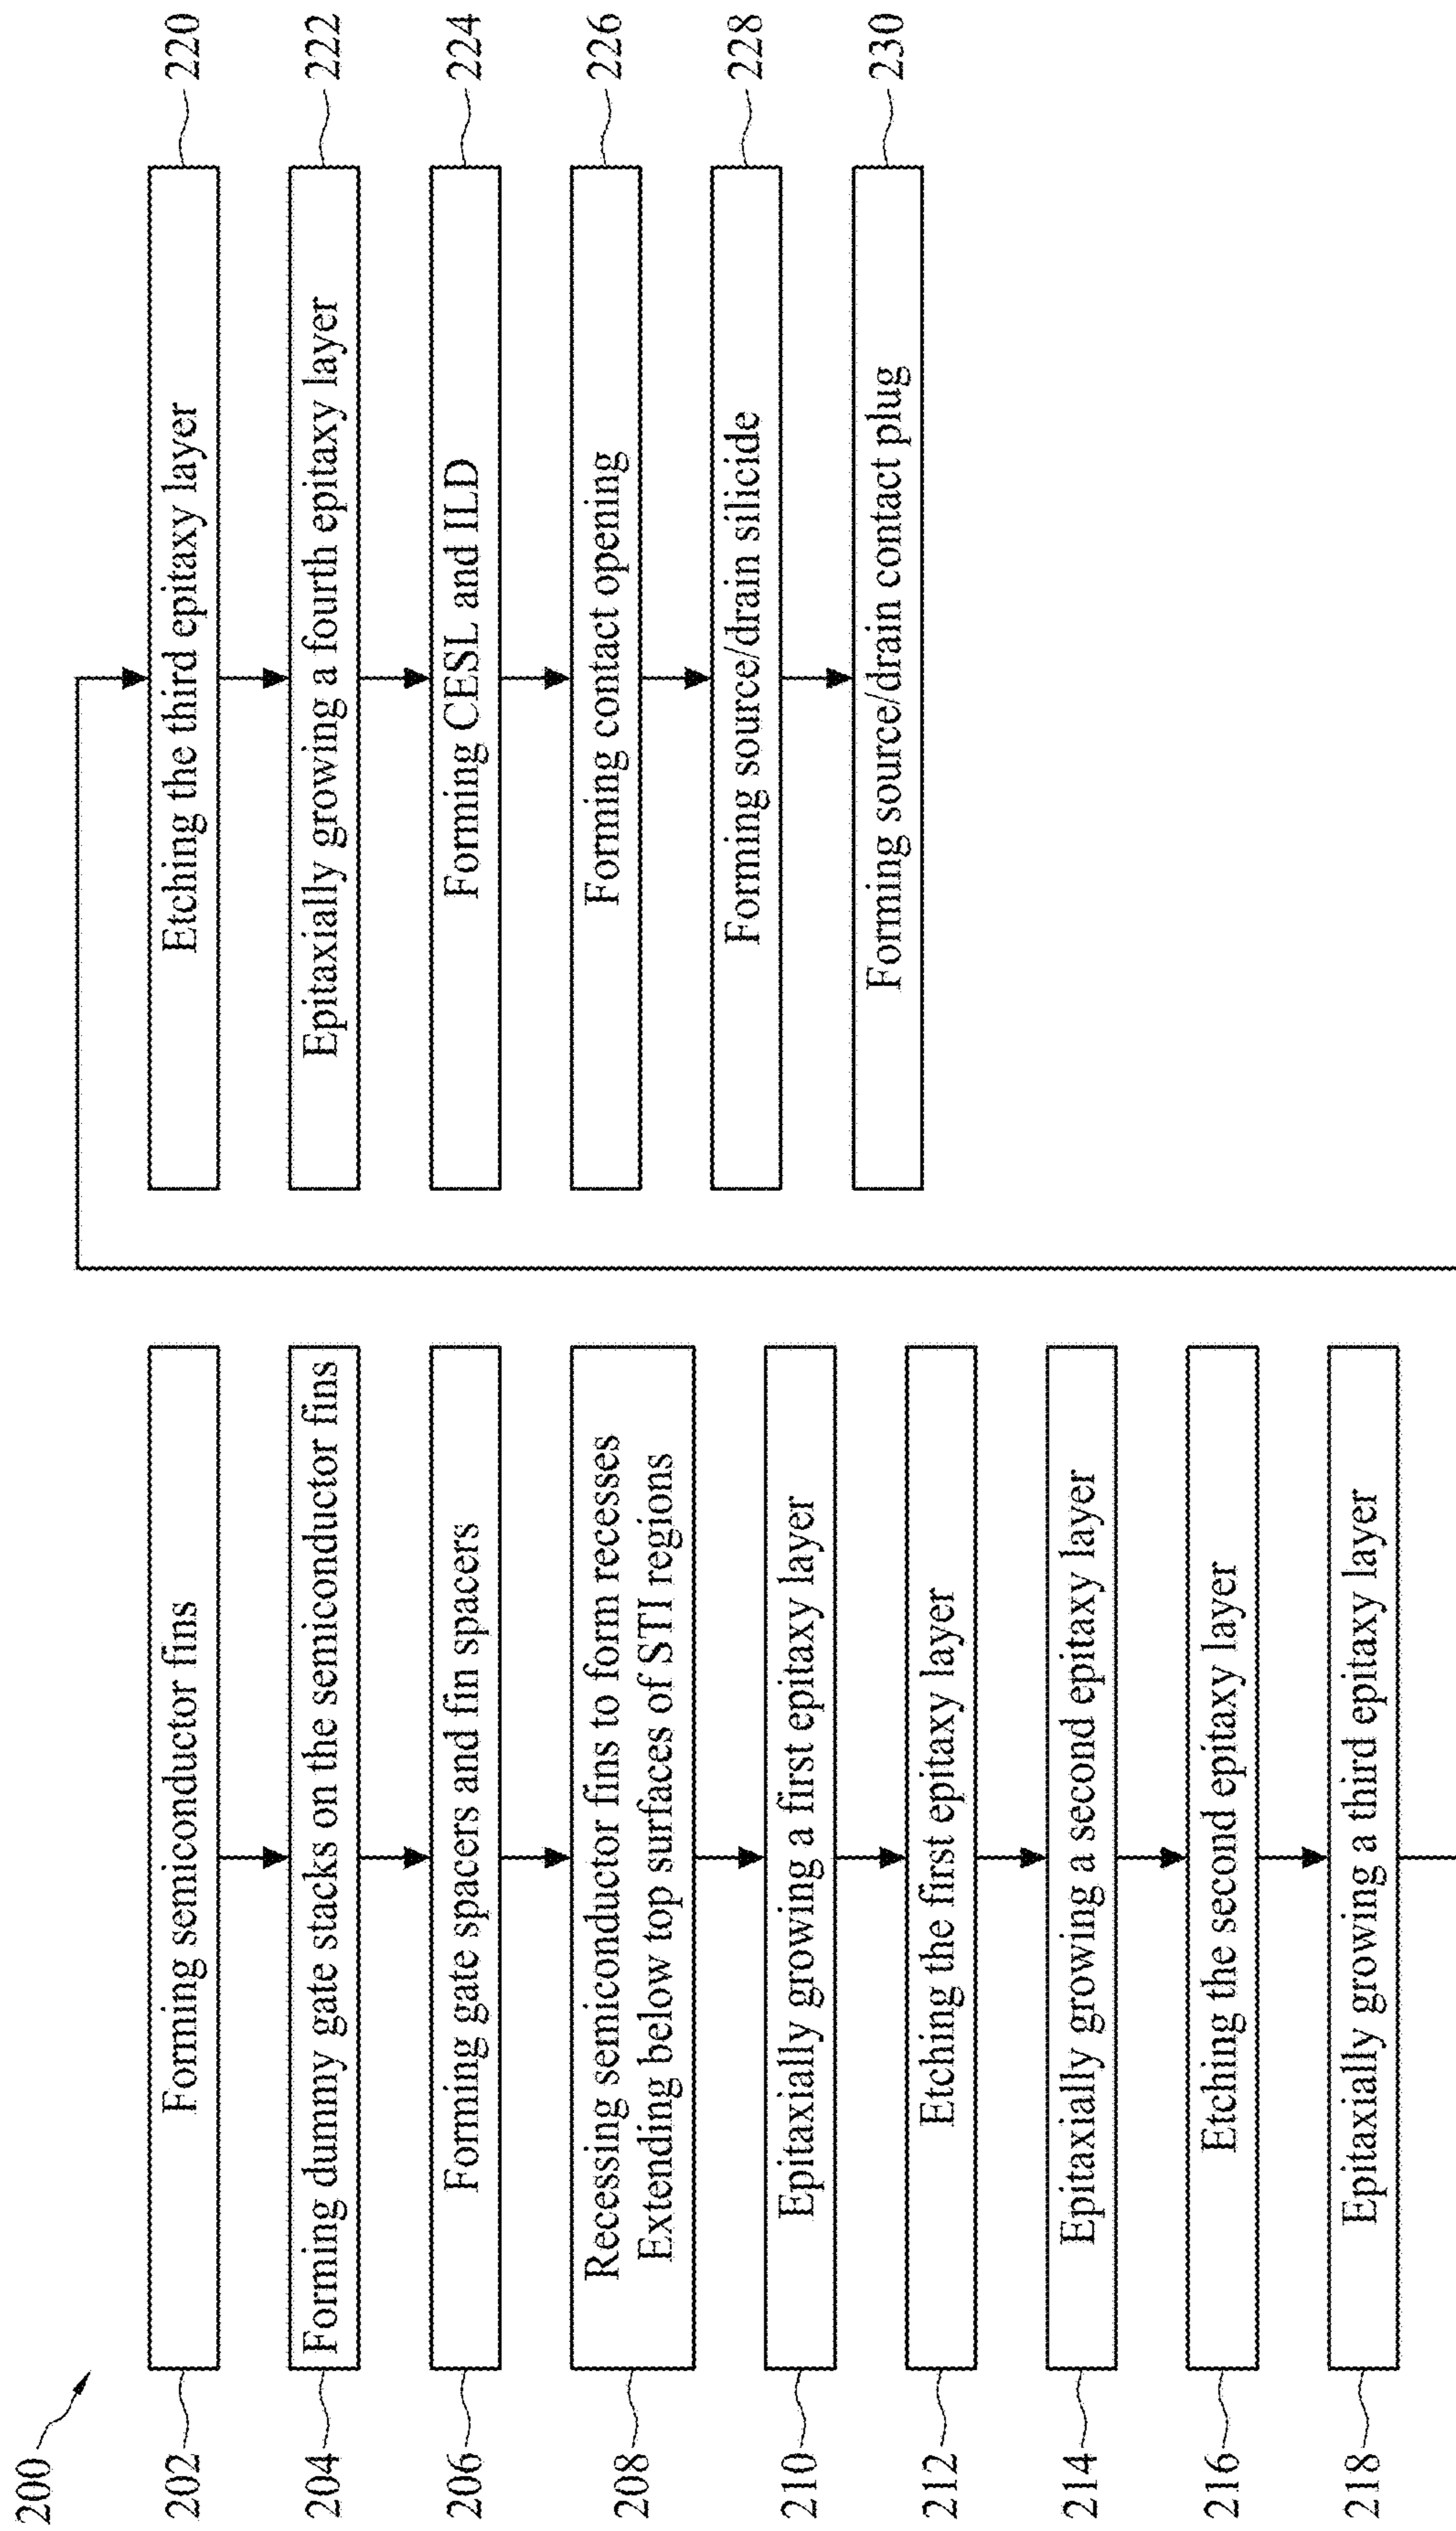 200
202
Forming semiconductor fins
204
Forming dummy gate stacks on the semiconductor fins
206
Forming gate spacers and fin spacers
208
Recessing semiconductor fins to form recesses
Extending below top surfaces of STI regions
210
Epitaxially growing a first epitaxy layer
212
Etching the first epitaxy layer
214
Epitaxially growing a second epitaxy layer
216
Etching the second epitaxy layer
218
Epitaxially growing a third epitaxy layer
Etching the third epitaxy layer
220
Epitaxially growing a fourth epitaxy layer
222
Forming CESL and ILD
224
Forming contact opening
226
Forming source/drain silicide
228
Forming source/drain contact plug
230